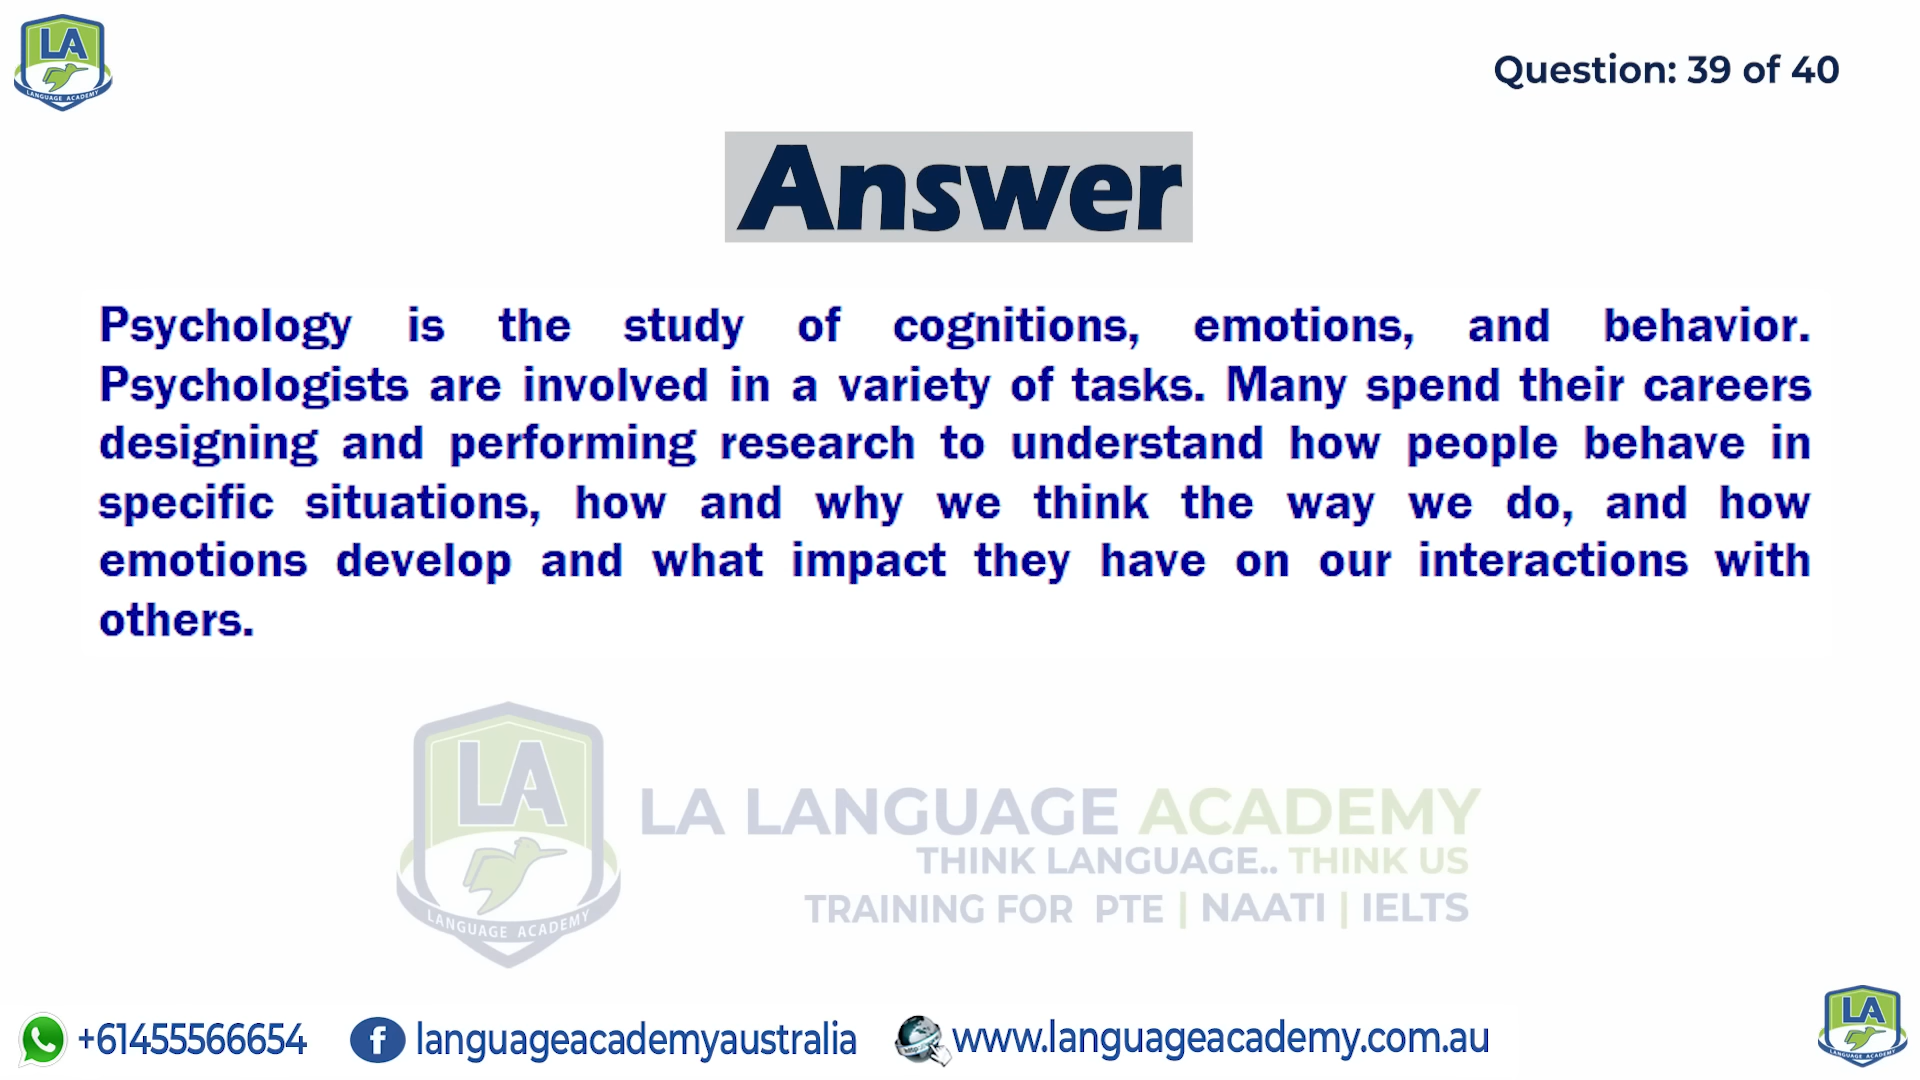 LA
LANGUAGE ACADEMY
Question: 39 of 40
Answer
Psychology is the study of cognitions, emotions, and behavior.
Psychologists are involved in a variety of tasks. Many spend their careers
designing and performing research to understand how people behave in
specific situations, how and why we think the way we do, and how
emotions develop and what impact they have on our interactions with
others.
LA
LANGUAGE ACADEMY
LA LANGUAGE ACADEMY
THINK LANGUAGE.. THINK US
TRAINING FOR PTE | NAATI | IELTS
+61455566654
languageacademyaustralia
www.languageacademy.com.au
LA
LANGUAGE ACADEMY